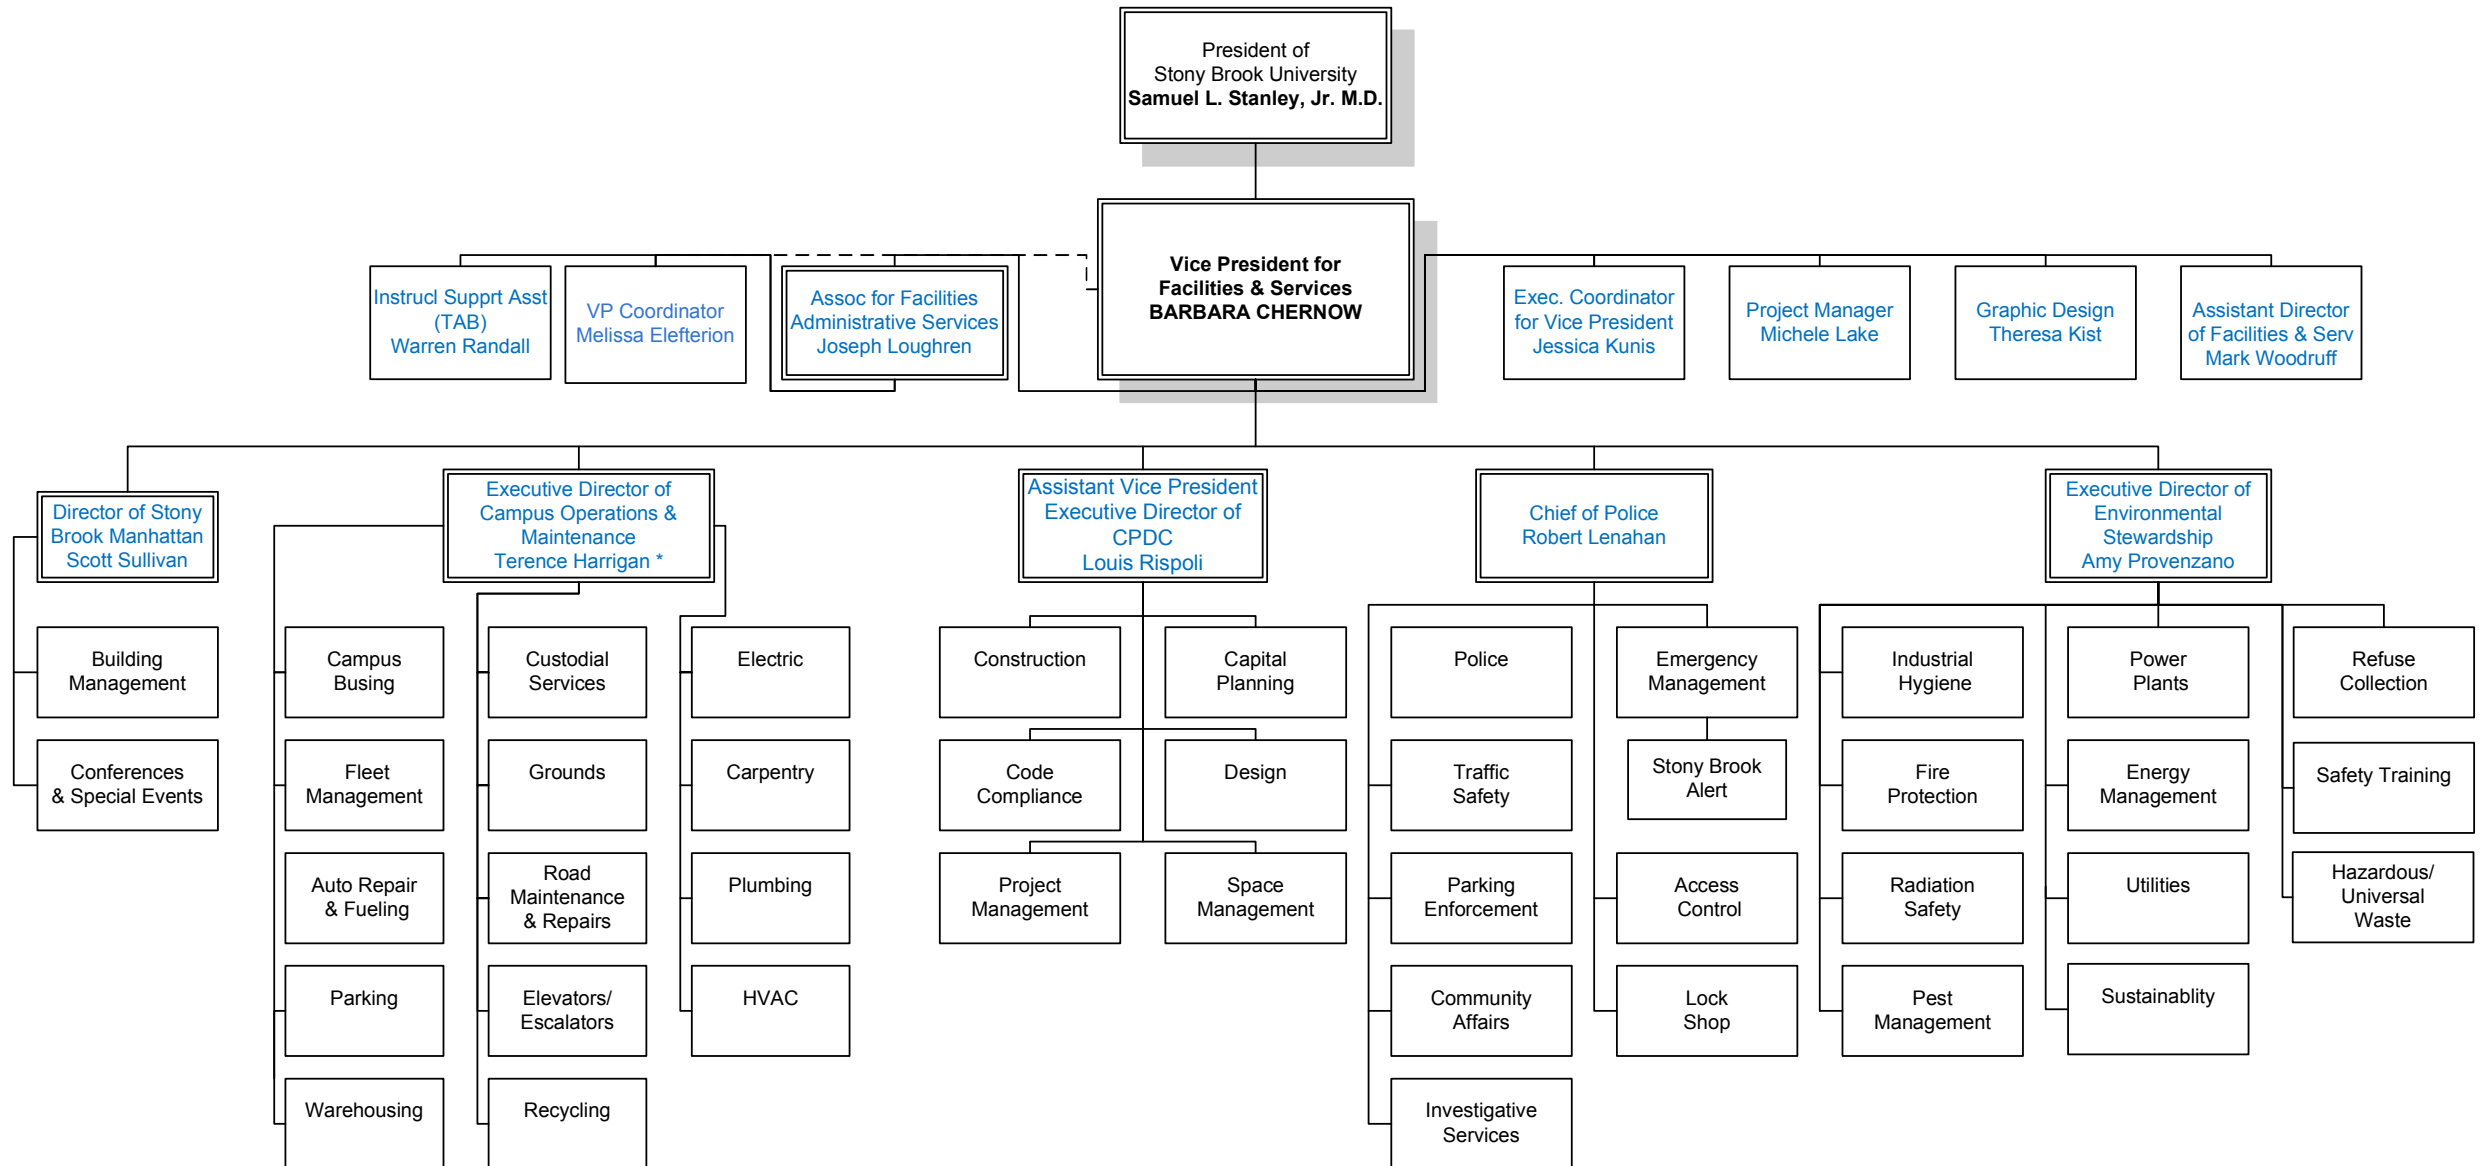 President of
Stony Brook University
Samuel L. Stanley, Jr. M.D.
Vice President for
Facilities & Services
BARBARA CHERNOW
Instrucl Supprt Asst
(TAB)
Warren Randall
VP Coordinator
Melissa Elefterion
Assoc for Facilities
Administrative Services
Joseph Loughren
Exec. Coordinator
for Vice President
Jessica Kunis
Project Manager
Michele Lake
Graphic Design
Theresa Kist
Assistant Director
of Facilities & Serv
Mark Woodruff
Director of Stony
Brook Manhattan
Scott Sullivan
Executive Director of
Campus Operations &
Maintenance
Terence Harrigan *
Assistant Vice President
Executive Director of
CPDC
Louis Rispoli
Chief of Police
Robert Lenahan
Executive Director of
Environmental
Stewardship
Amy Provenzano
Building
Management
Conferences
& Special Events
Campus
Busing
Fleet
Management
Auto Repair
& Fueling
Parking
Warehousing
Custodial
Services
Grounds
Road
Maintenance
& Repairs
Elevators/
Escalators
Recycling
Electric
Carpentry
Plumbing
HVAC
Construction
Capital
Planning
Code
Compliance
Design
Project
Management
Space
Management
Police
Traffic
Safety
Parking
Enforcement
Community
Affairs
Investigative
Services
Emergency
Management
Stony Brook
Alert
Access
Control
Lock
Shop
Industrial
Hygiene
Fire
Protection
Radiation
Safety
Pest
Management
Power
Plants
Energy
Management
Utilities
Sustainablity
Refuse
Collection
Safety Training
Hazardous/
Universal
Waste